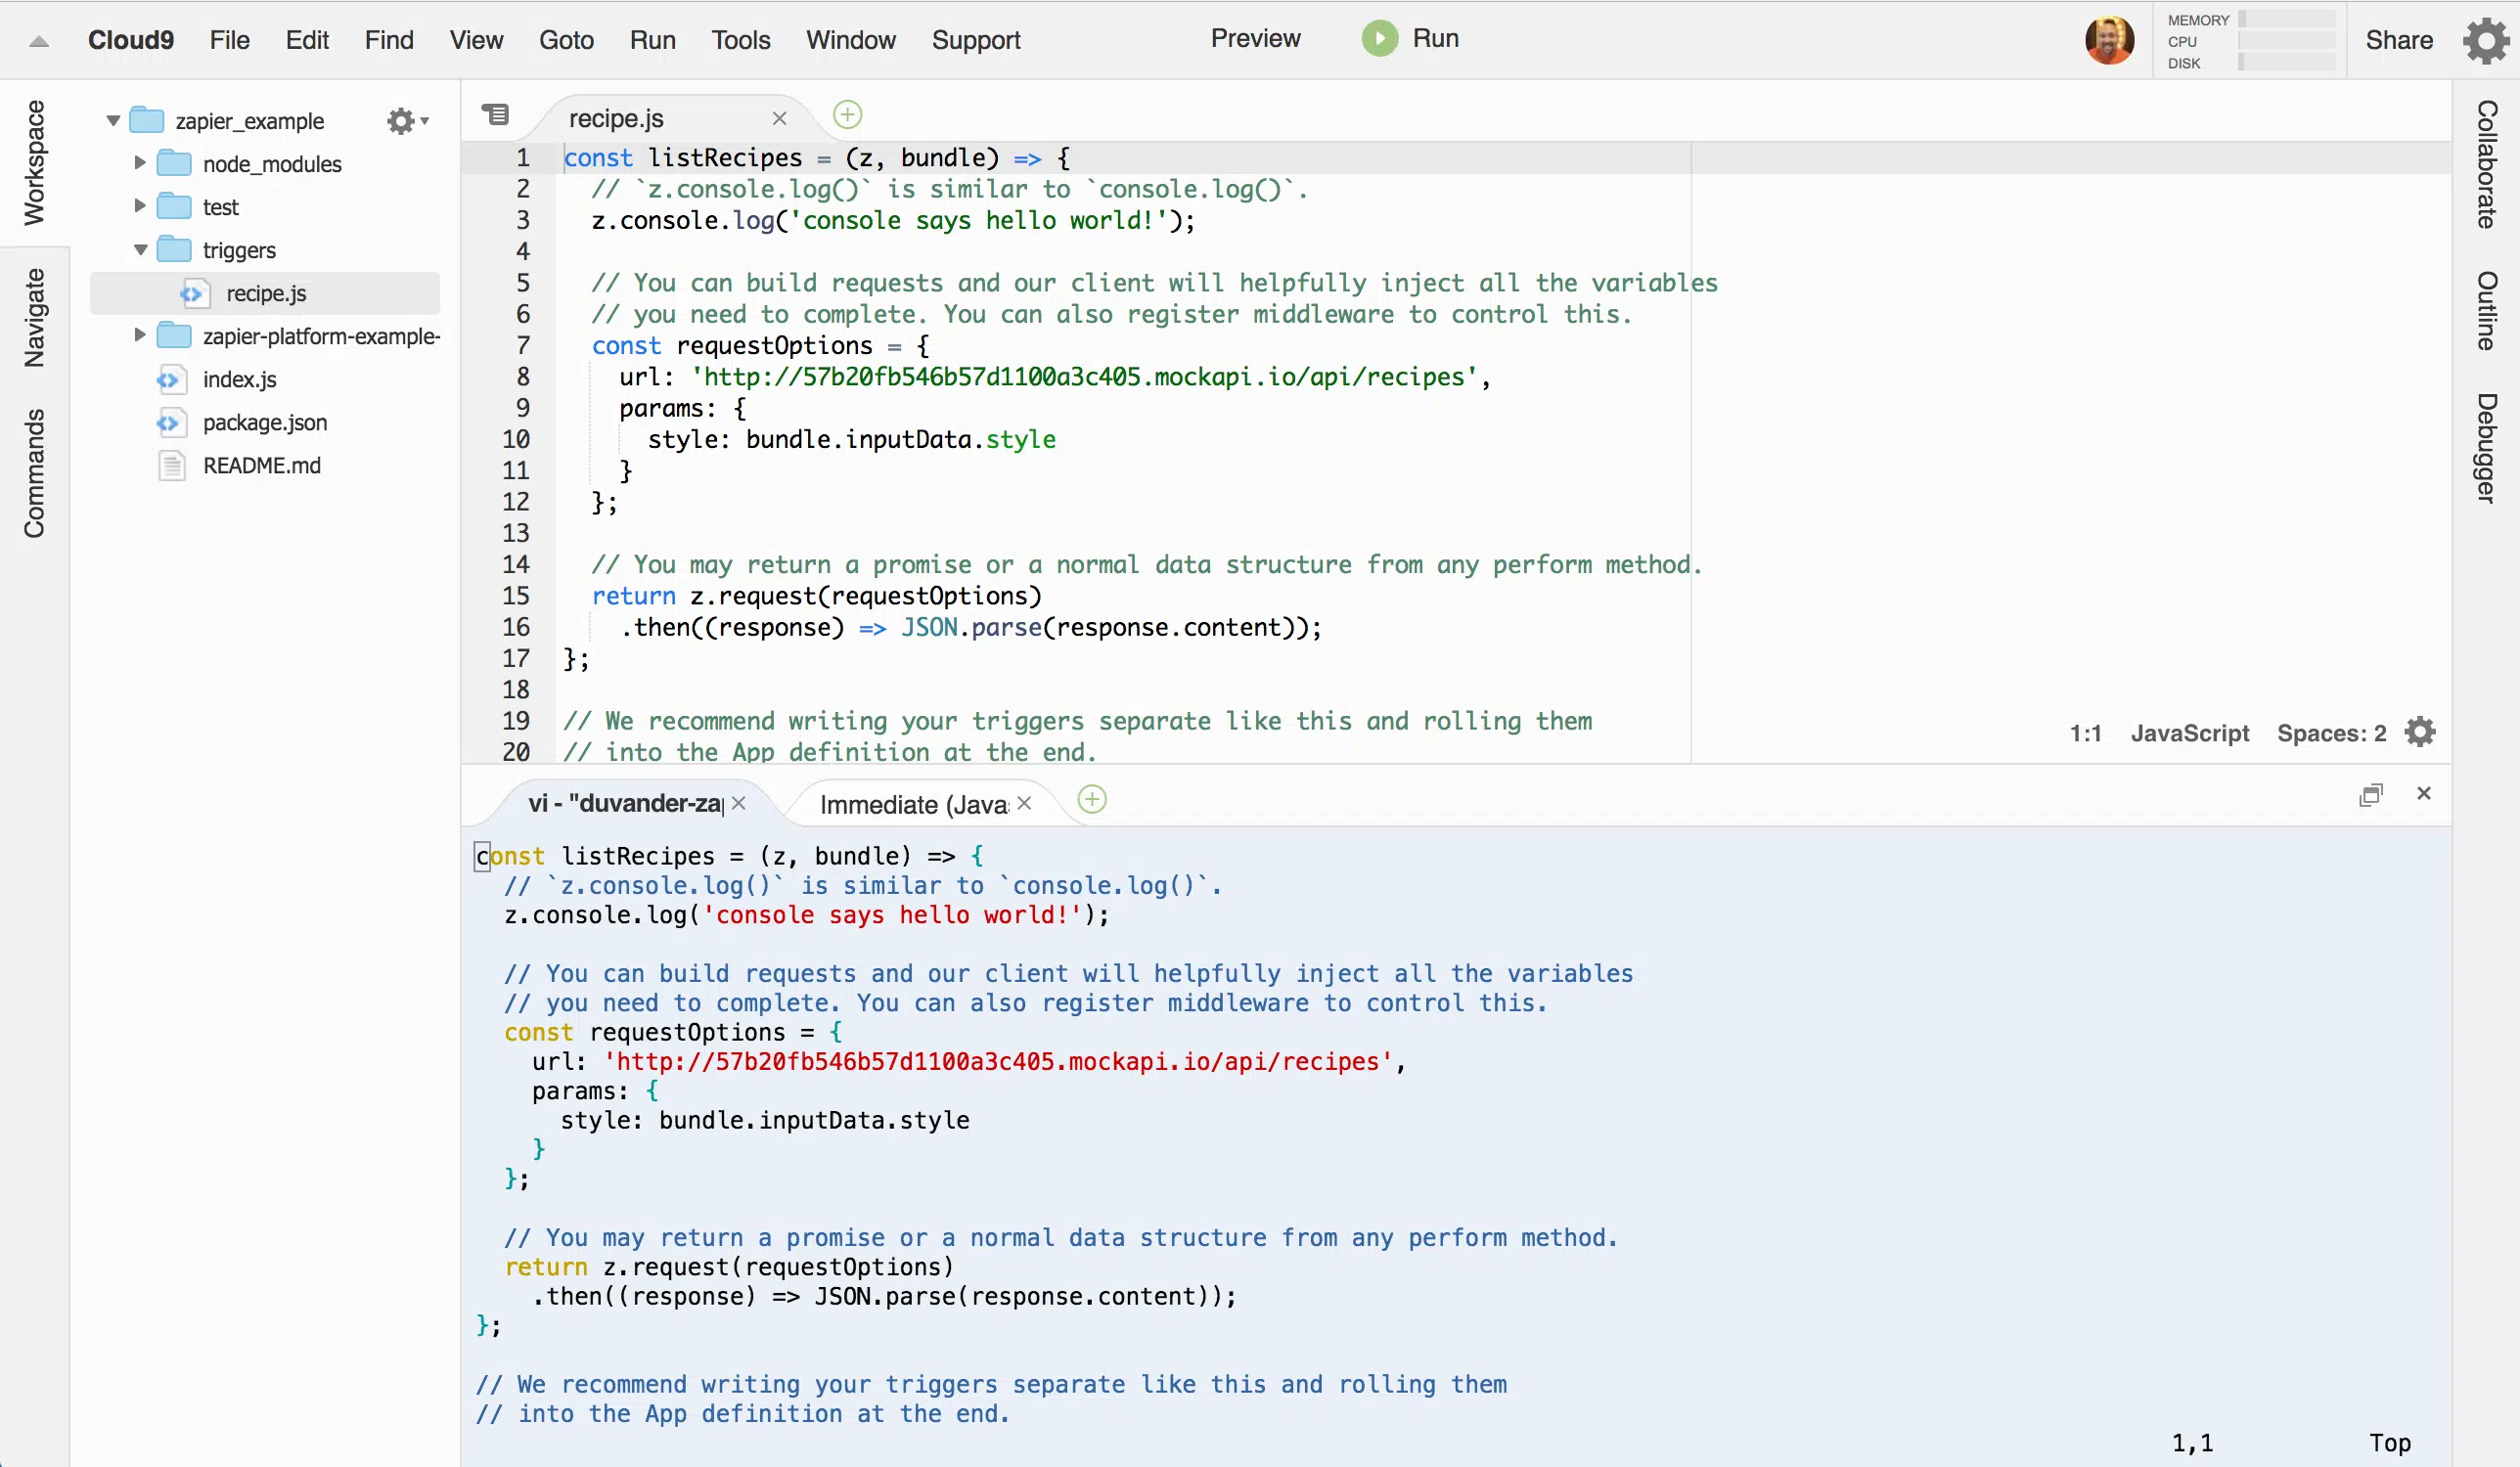 Cloud9 File Edit Find View Goto Run Tools Window Support Preview Run MEMORY CPU DISK Share
Workspace
Navigate
Commands
zapier_example
node_modules
test
triggers
recipe.js
zapier-platform-example-
index.js
package.json
README.md
recipe.js
1 const listRecipes = (z, bundle) => {
2 // `z.console.log()` is similar to `console.log()`.
3 z.console.log('console says hello world!');
4
5 // You can build requests and our client will helpfully inject all the variables
6 // you need to complete. You can also register middleware to control this.
7 const requestOptions = {
8 url: 'http://57b20fb546b57d1100a3c405.mockapi.io/api/recipes',
9 params: {
10 style: bundle.inputData.style
11 }
12 };
13
14 // You may return a promise or a normal data structure from any perform method.
15 return z.request(requestOptions)
16 .then((response) => JSON.parse(response.content));
17 };
18
19 // We recommend writing your triggers separate like this and rolling them
20 // into the App definition at the end.
1:1 JavaScript Spaces: 2
Collaborate
Outline
Debugger
vi - "duvander-zap Immediate (Javas
const listRecipes = (z, bundle) => {
// `z.console.log()` is similar to `console.log()`.
z.console.log('console says hello world!');
// You can build requests and our client will helpfully inject all the variables
// you need to complete. You can also register middleware to control this.
const requestOptions = {
url: 'http://57b20fb546b57d1100a3c405.mockapi.io/api/recipes',
params: {
style: bundle.inputData.style
}
};
// You may return a promise or a normal data structure from any perform method.
return z.request(requestOptions)
.then((response) => JSON.parse(response.content));
};
// We recommend writing your triggers separate like this and rolling them
// into the App definition at the end.
1,1 Top